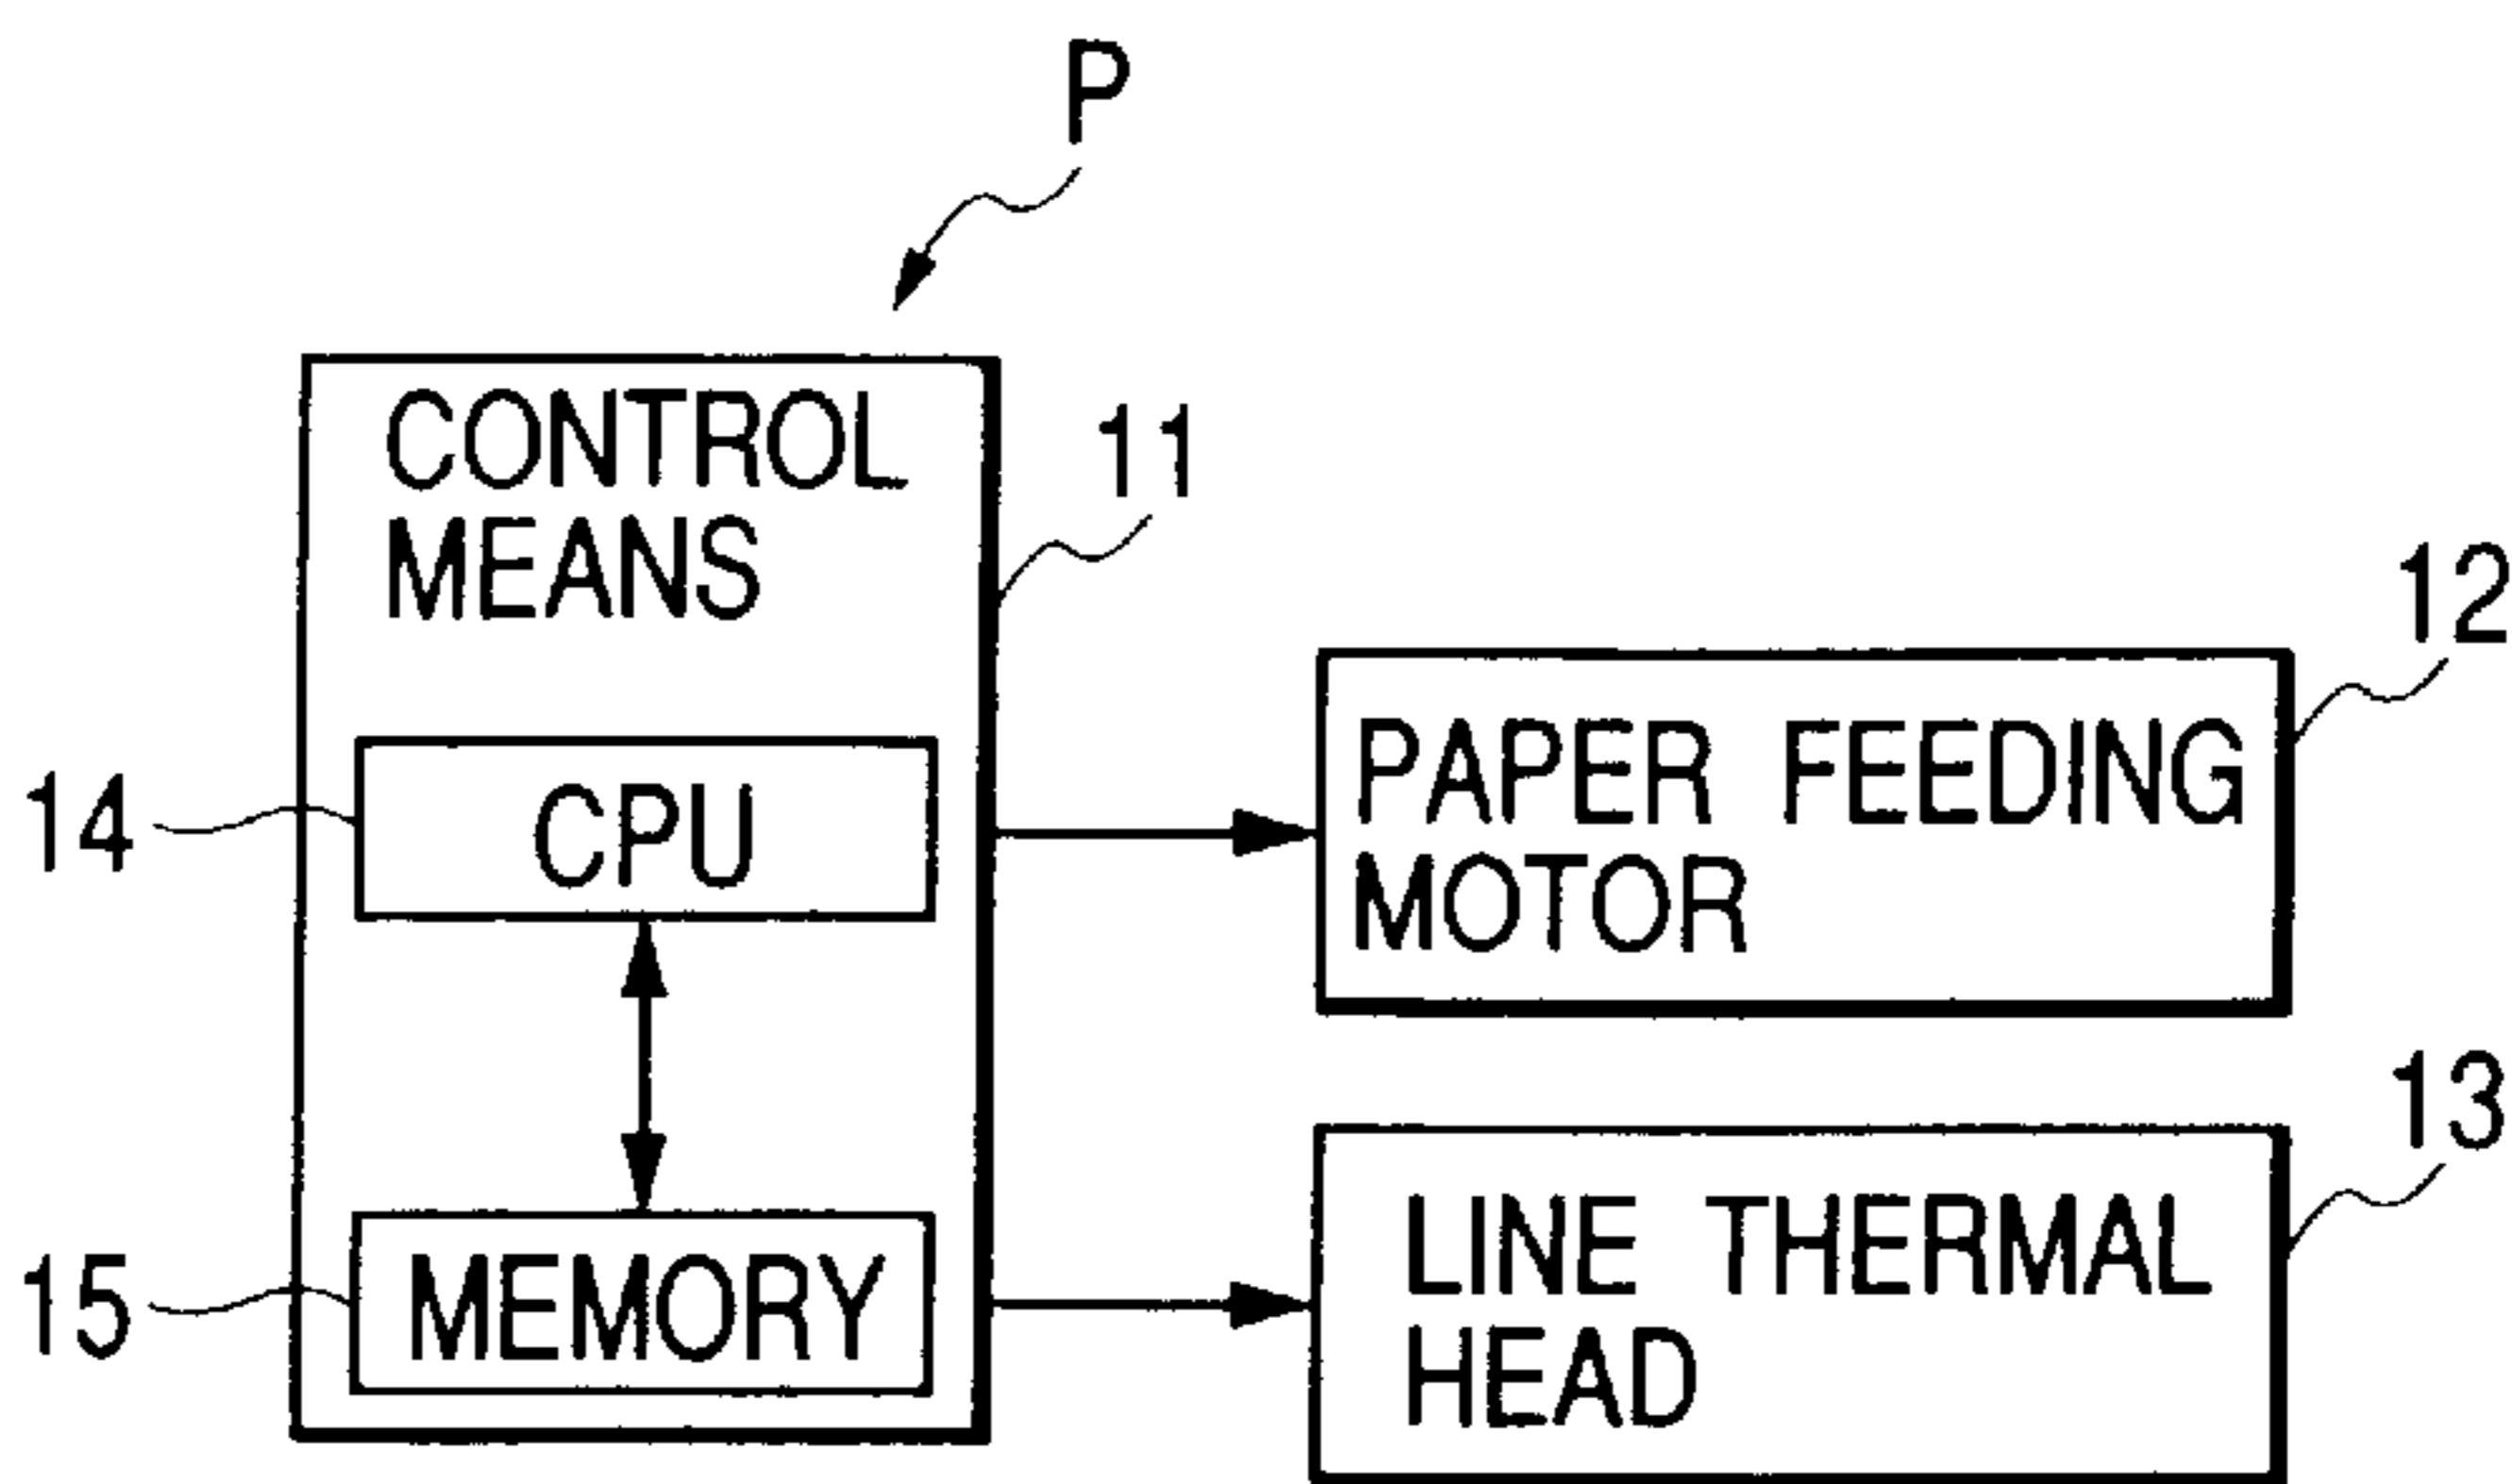 P
CONTROL
MEANS
11
12
14
CPU
PAPER FEEDING
MOTOR
13
15
MEMORY
LINE THERMAL
HEAD